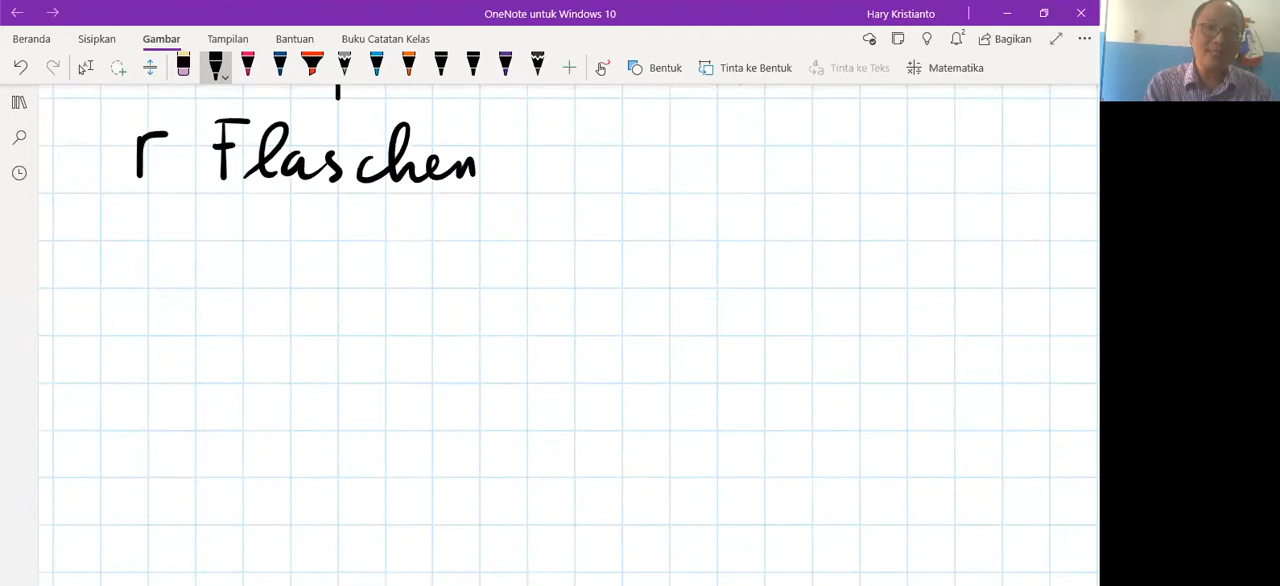 OneNote untuk Windows 10
Hary Kristianto
Beranda Sisipkan Gambar Tampilan Bantuan Buku Catatan Kelas
2 Bagikan
Bentuk Tinta ke Bentuk Tinta ke Teks Matematika
r Flaschen